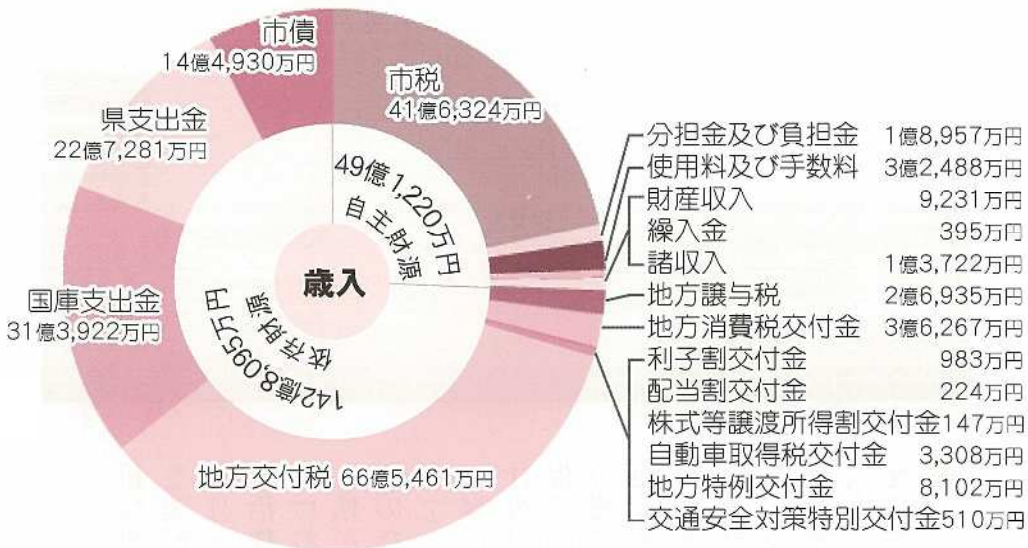 市債
14億4,930万円
市税
41億6,324万円
県支出金
22億7,281万円
国庫支出金
31億3,922万円
地方交付税 66億5,461万円
49億1,220万円
自主財源
歳入
依存財源
142億8,095万円
分担金及び負担金 1億8,957万円
使用料及び手数料 3億2,488万円
財産収入 9,231万円
繰入金 395万円
諸収入 1億3,722万円
地方譲与税 2億6,935万円
地方消費税交付金 3億6,267万円
利子割交付金 983万円
配当割交付金 224万円
株式等譲渡所得割交付金147万円
自動車取得税交付金 3,308万円
地方特例交付金 8,102万円
交通安全対策特別交付金510万円